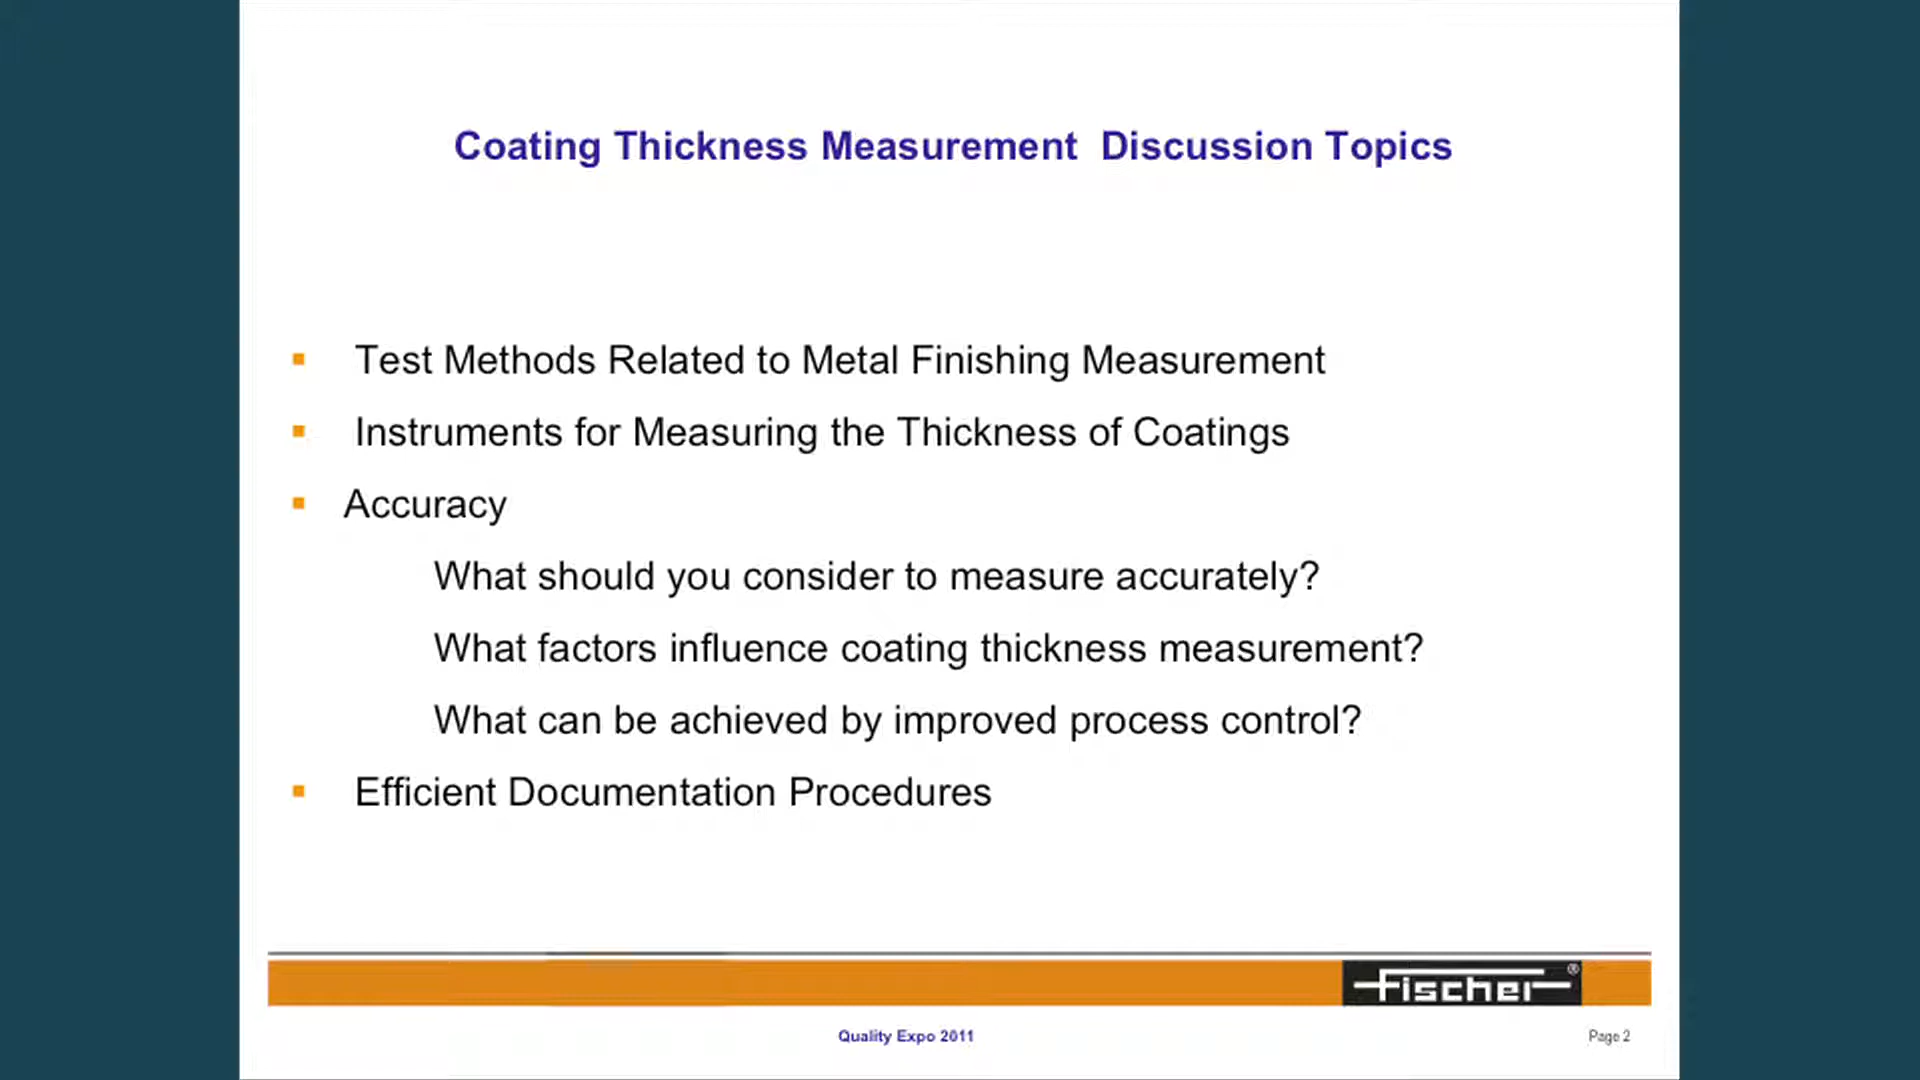 Coating Thickness Measurement  Discussion Topics
Test Methods Related to Metal Finishing Measurement
Instruments for Measuring the Thickness of Coatings
Accuracy
What should you consider to measure accurately?
What factors influence coating thickness measurement?
What can be achieved by improved process control?
Efficient Documentation Procedures
fischer®
Quality Expo 2011
Page 2